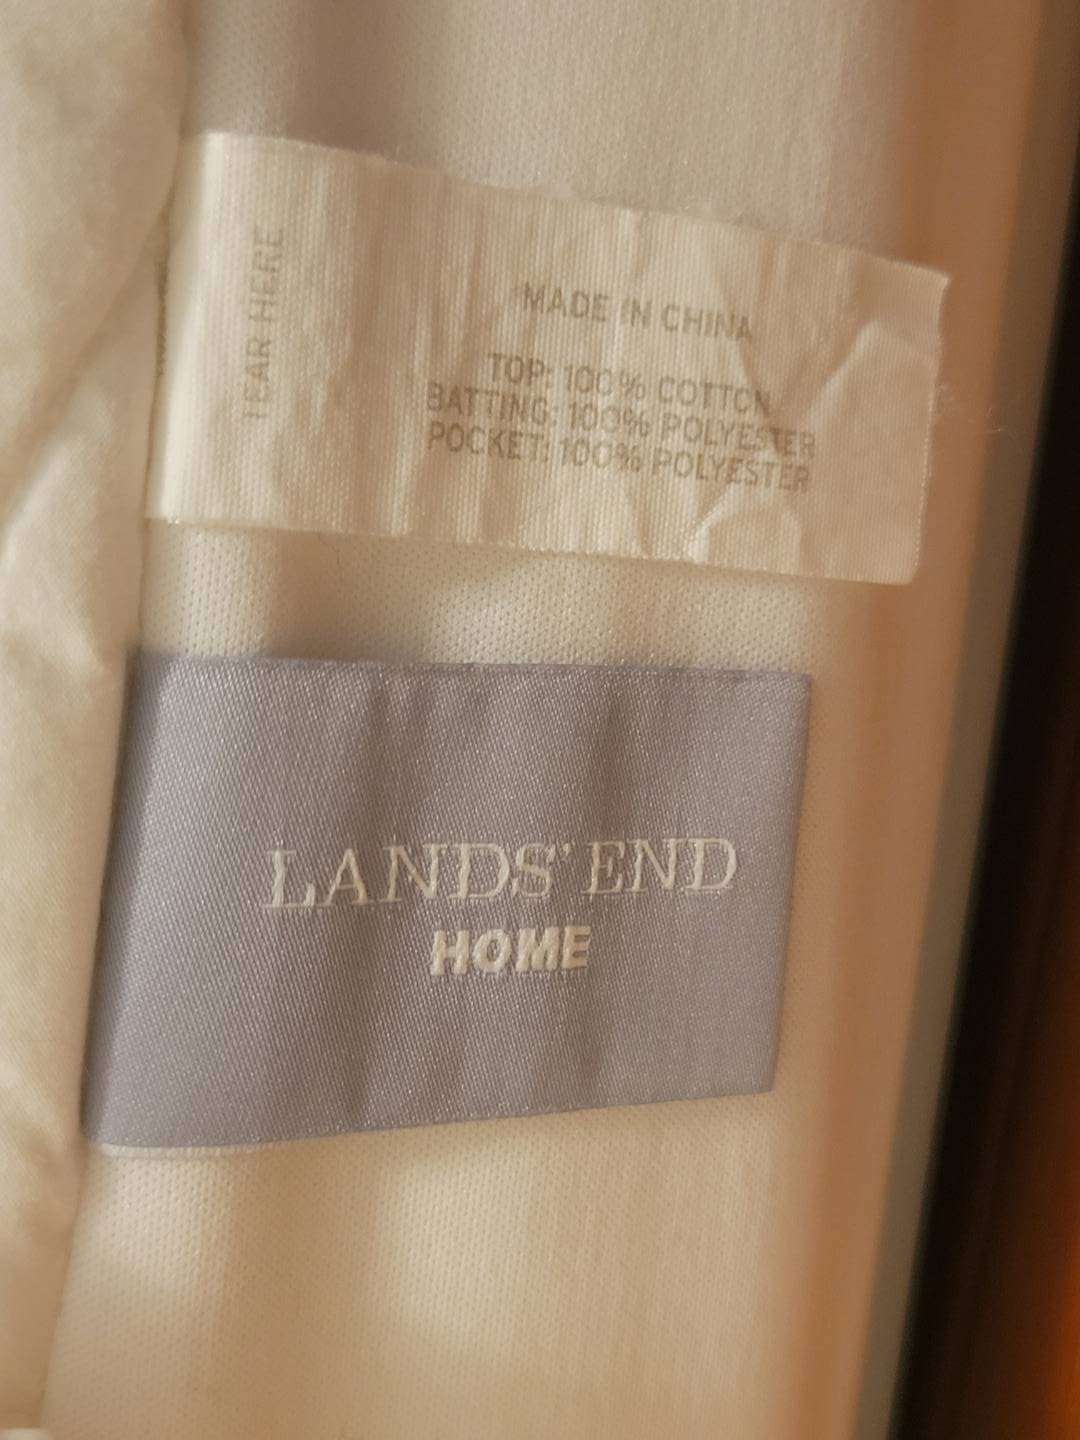 TEAR HERE
MADE IN CHINA
TOP: 100% COTTON
BATTING: 100% POLYESTER
POCKET: 100% POLYESTER
LANDS' END
HOME